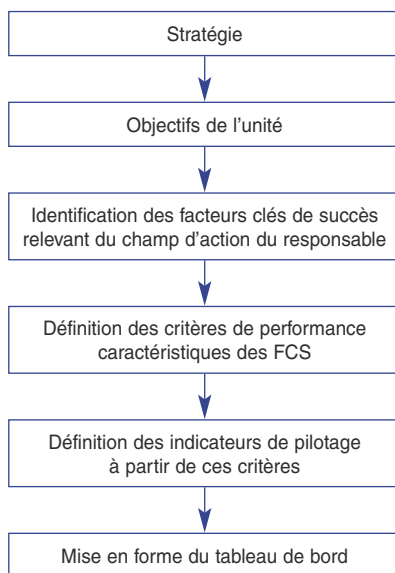 Stratégie
Objectifs de l’unité
Identification des facteurs clés de succès
relevant du champ d’action du responsable
Définition des critères de performance
caractéristiques des FCS
Définition des indicateurs de pilotage
à partir de ces critères
Mise en forme du tableau de bord